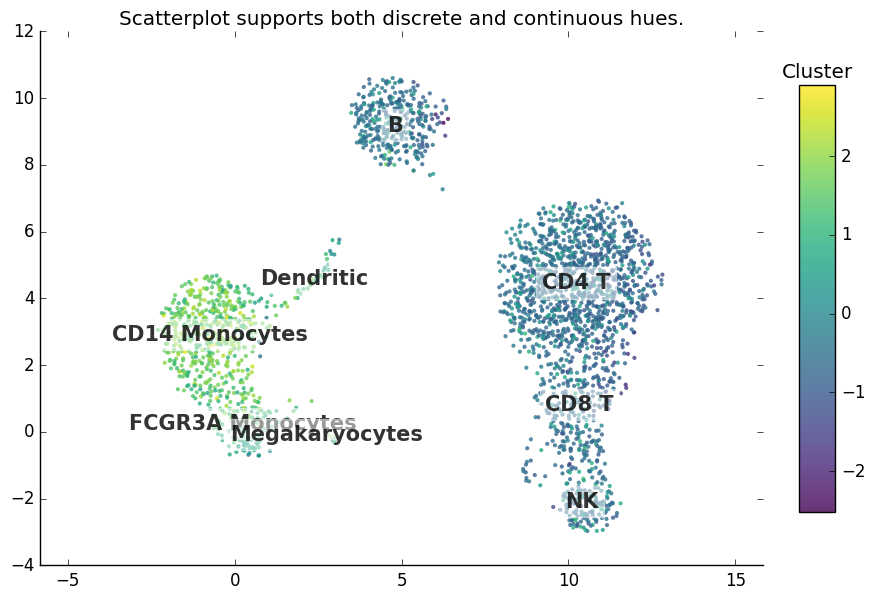 Scatterplot supports both discrete and continuous hues.
12
10
8
6
4
2
0
−2
−4
−5
0
5
10
15
B
Dendritic
CD4 T
CD14 Monocytes
CD8 T
FCGR3A Monocytes
Megakaryocytes
NK
Cluster
2
1
0
−1
−2